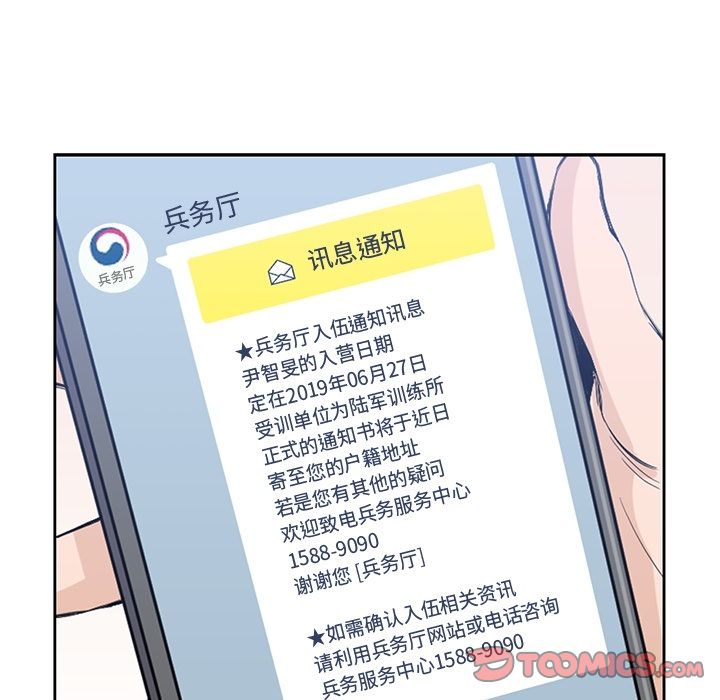 兵务厅
兵务厅
讯息通知
★兵务厅入伍通知讯息
尹智旻的入营日期
定在2019年06月27日
受训单位为陆军训练所
正式的通知书将于近日
寄至您的户籍地址
若是您有其他的疑问
欢迎致电兵务服务中心
1588-9090
谢谢您 [兵务厅]
★如需确认入伍相关资讯
请利用兵务厅网站或电话咨询
兵务服务中心1588-9090
TOOMICS.COM